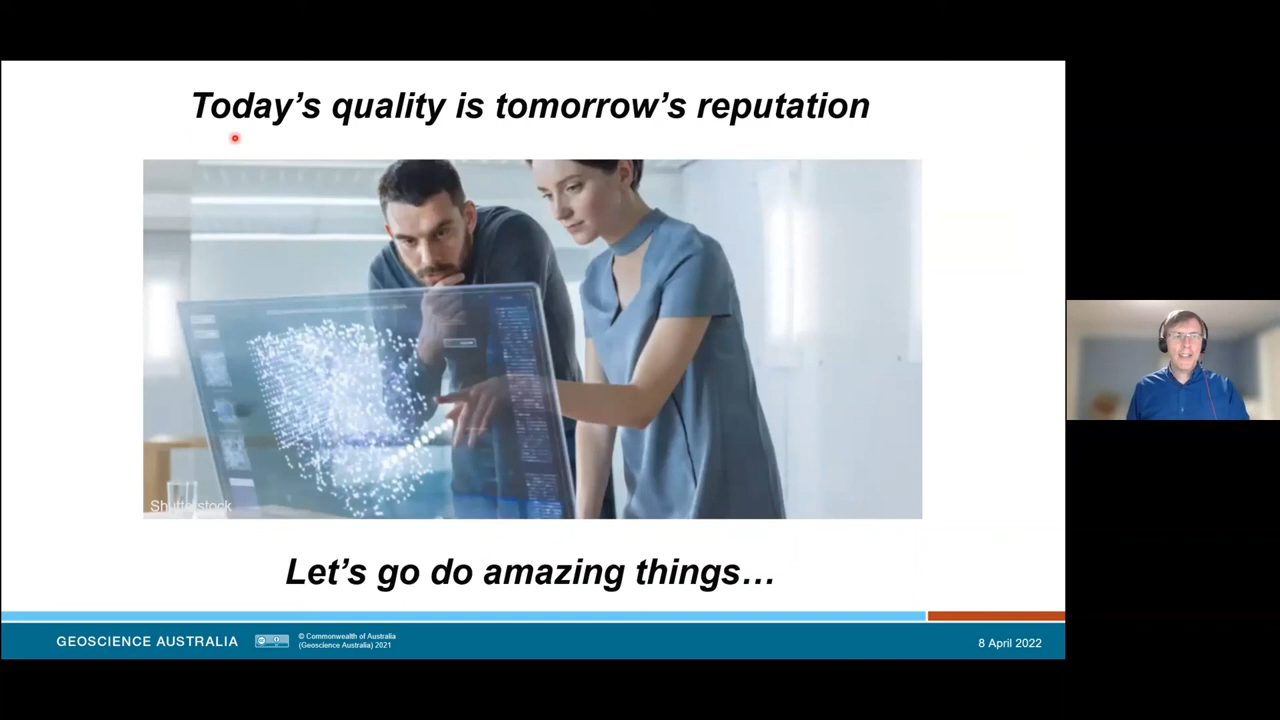 Today’s quality is tomorrow’s reputation
Shutterstock
Let’s go do amazing things…
GEOSCIENCE AUSTRALIA
© Commonwealth of Australia
(Geoscience Australia) 2021
8 April 2022